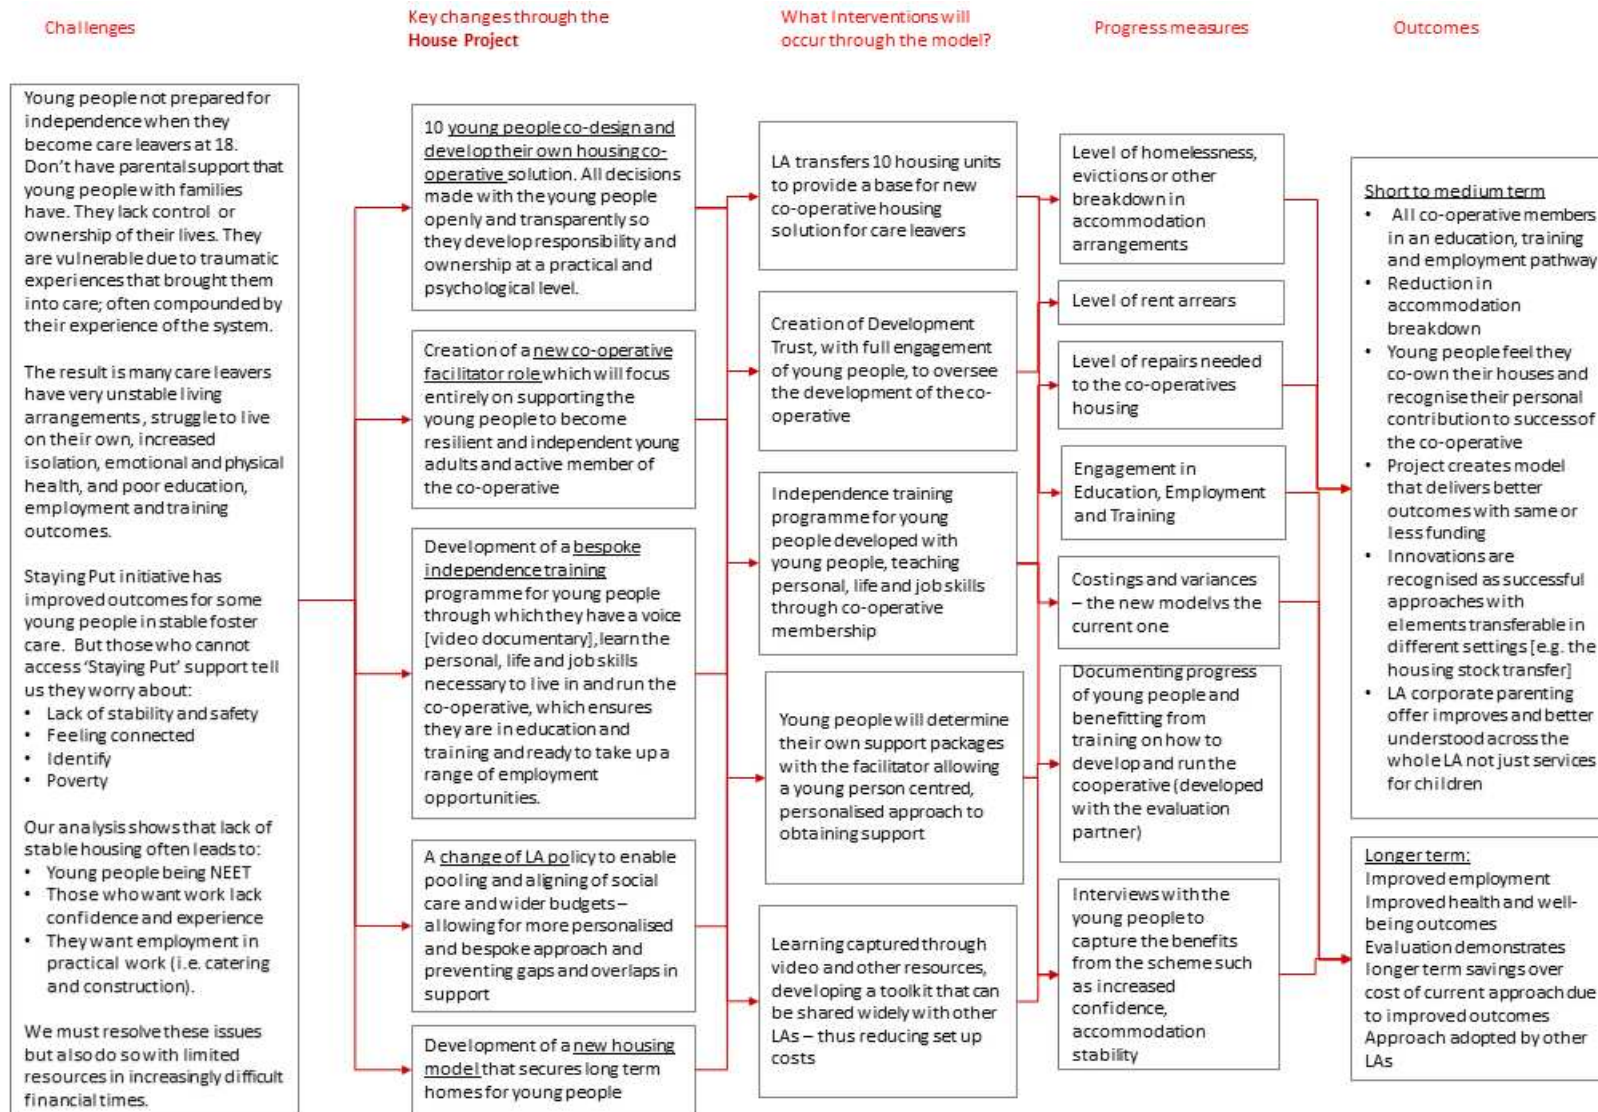 Challenges
Key changes through the
House Project
What Interventions will
occur through the model?
Progress measures
Outcomes
Young people not prepared for
independence when they
become care leavers at 18.
Don't have parental support that
young people with families
have. They lack control or
ownership of their lives. They
are vulnerable due to traumatic
experiences that brought them
into care; often compounded by
their experience of the system.
The result is many care leavers
have very unstable living
arrangements, struggle to live
on their own, increased
isolation, emotional and physical
health, and poor education,
employment and training
outcomes.
Staying Put initiative has
improved outcomes for some
young people in stable foster
care. But those who cannot
access 'Staying Put' support tell
us they worry about:
• Lack of stability and safety
• Feeling connected
• Identify
• Poverty
Our analysis shows that lack of
stable housing often leads to:
• Young people being NEET
• Those who want work lack
confidence and experience
• They want employment in
practical work (i.e. catering
and construction).
We must resolve these issues
but also do so with limited
resources in increasingly difficult
financial times.
10 young people co-design and
develop their own housing co-
operative solution. All decisions
made with the young people
openly and transparently so
they develop responsibility and
ownership at a practical and
psychological level.
Creation of a new co-operative
facilitator role which will focus
entirely on supporting the
young people to become
resilient and independent young
adults and active member of
the co-operative
Development of a bespoke
independence training
programme for young people
through which they have a voice
[video documentary], learn the
personal, life and job skills
necessary to live in and run the
co-operative, which ensures
they are in education and
training and ready to take up a
range of employment
opportunities.
A change of LA policy to enable
pooling and aligning of social
care and wider budgets –
allowing for more personalised
and bespoke approach and
preventing gaps and overlaps in
support
Development of a new housing
model that secures long term
homes for young people
LA transfers 10 housing units
to provide a base for new
co-operative housing
solution for care leavers
Creation of Development
Trust, with full engagement
of young people, to oversee
the development of the co-
operative
Independence training
programme for young
people developed with
young people, teaching
personal, life and job skills
through co-operative
membership
Young people will determine
their own support packages
with the facilitator allowing
a young person centred,
personalised approach to
obtaining support
Learning captured through
video and other resources,
developing a toolkit that can
be shared widely with other
LAs – thus reducing set up
costs
Level of homelessness,
evictions or other
breakdown in
accommodation
arrangements
Level of rent arrears
Level of repairs needed
to the co-operatives
housing
Engagement in
Education, Employment
and Training
Costings and variances
– the new model vs the
current one
Documenting progress
of young people and
benefitting from
training on how to
develop and run the
cooperative (developed
with the evaluation
partner)
Interviews with the
young people to
capture the benefits
from the scheme such
as increased
confidence,
accommodation
stability
Short to medium term
• All co-operative members
in an education, training
and employment pathway
• Reduction in
accommodation
breakdown
• Young people feel they
co-own their houses and
recognise their personal
contribution to success of
the co-operative
• Project creates model
that delivers better
outcomes with same or
less funding
• Innovations are
recognised as successful
approaches with
elements transferable in
different settings [e.g. the
housing stock transfer]
• LA corporate parenting
offer improves and better
understood across the
whole LA not just services
for children
Longer term:
Improved employment
Improved health and well-
being outcomes
Evaluation demonstrates
longer term savings over
cost of current approach due
to improved outcomes
Approach adopted by other
LAs